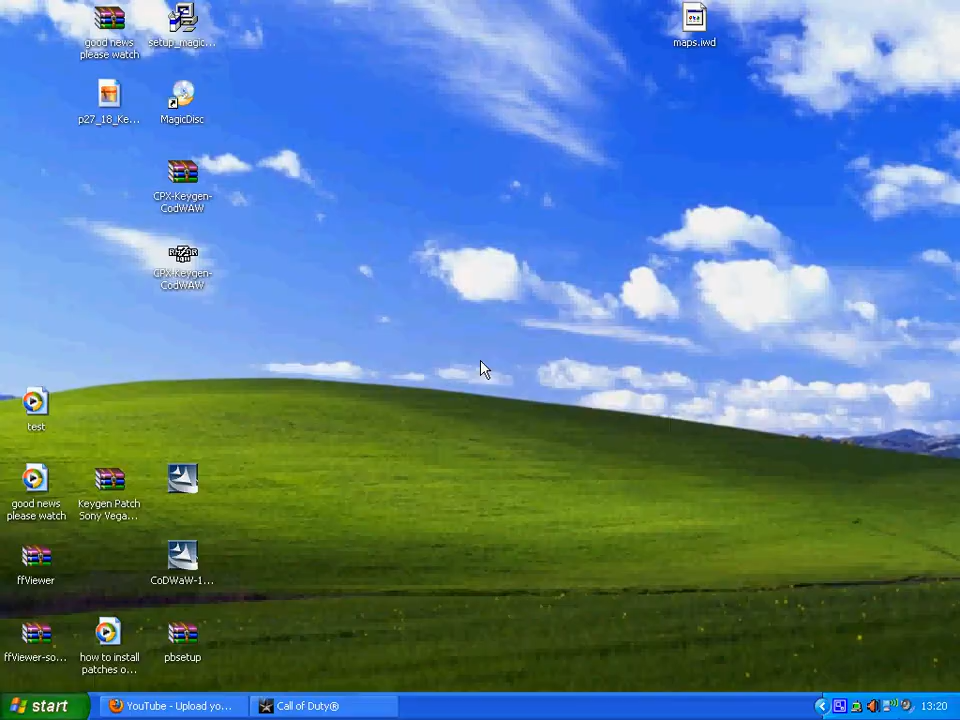 good news
please watch
setup_magic...
maps.iwd
p27_18_Ke...
MagicDisc
CPX-Keygen-
CodWAW
CPX-Keygen-
CodWAW
test
good news
please watch
Keygen Patch
Sony Vega...
ffViewer
CoDWaW-1...
ffViewer-so...
how to install
patches o...
pbsetup
start
YouTube - Upload yo...
Call of Duty®
13:20